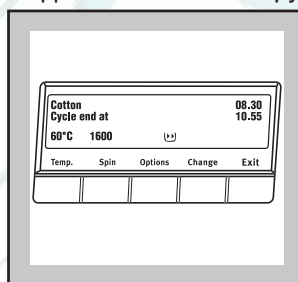 Cotton 08.30
Cycle end at 10.55
60°C 1600
Temp. Spin Options Change Exit